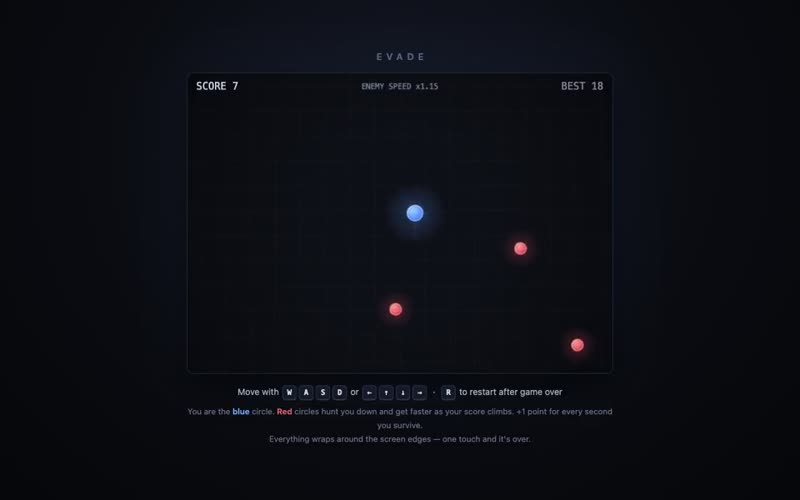 EVADE
SCORE 7
ENEMY SPEED x1.15
BEST 18
Move with W A S D or ← ↑ ↓ → · R to restart after game over
You are the blue circle. Red circles hunt you down and get faster as your score climbs. +1 point for every second
you survive.
Everything wraps around the screen edges — one touch and it's over.